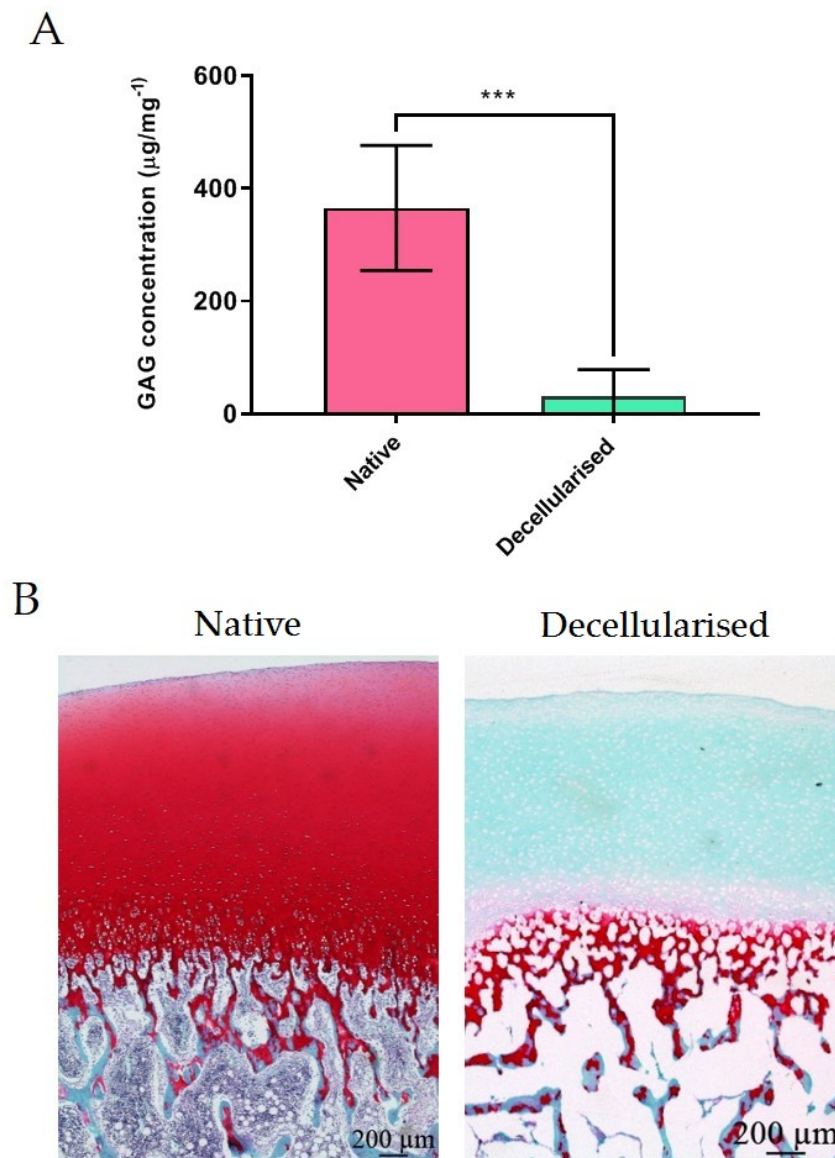 A
GAG concentration (µg/mg⁻¹)
600
400
200
0
***
Native
Decellularised
B
Native
Decellularised
200 µm
200 µm